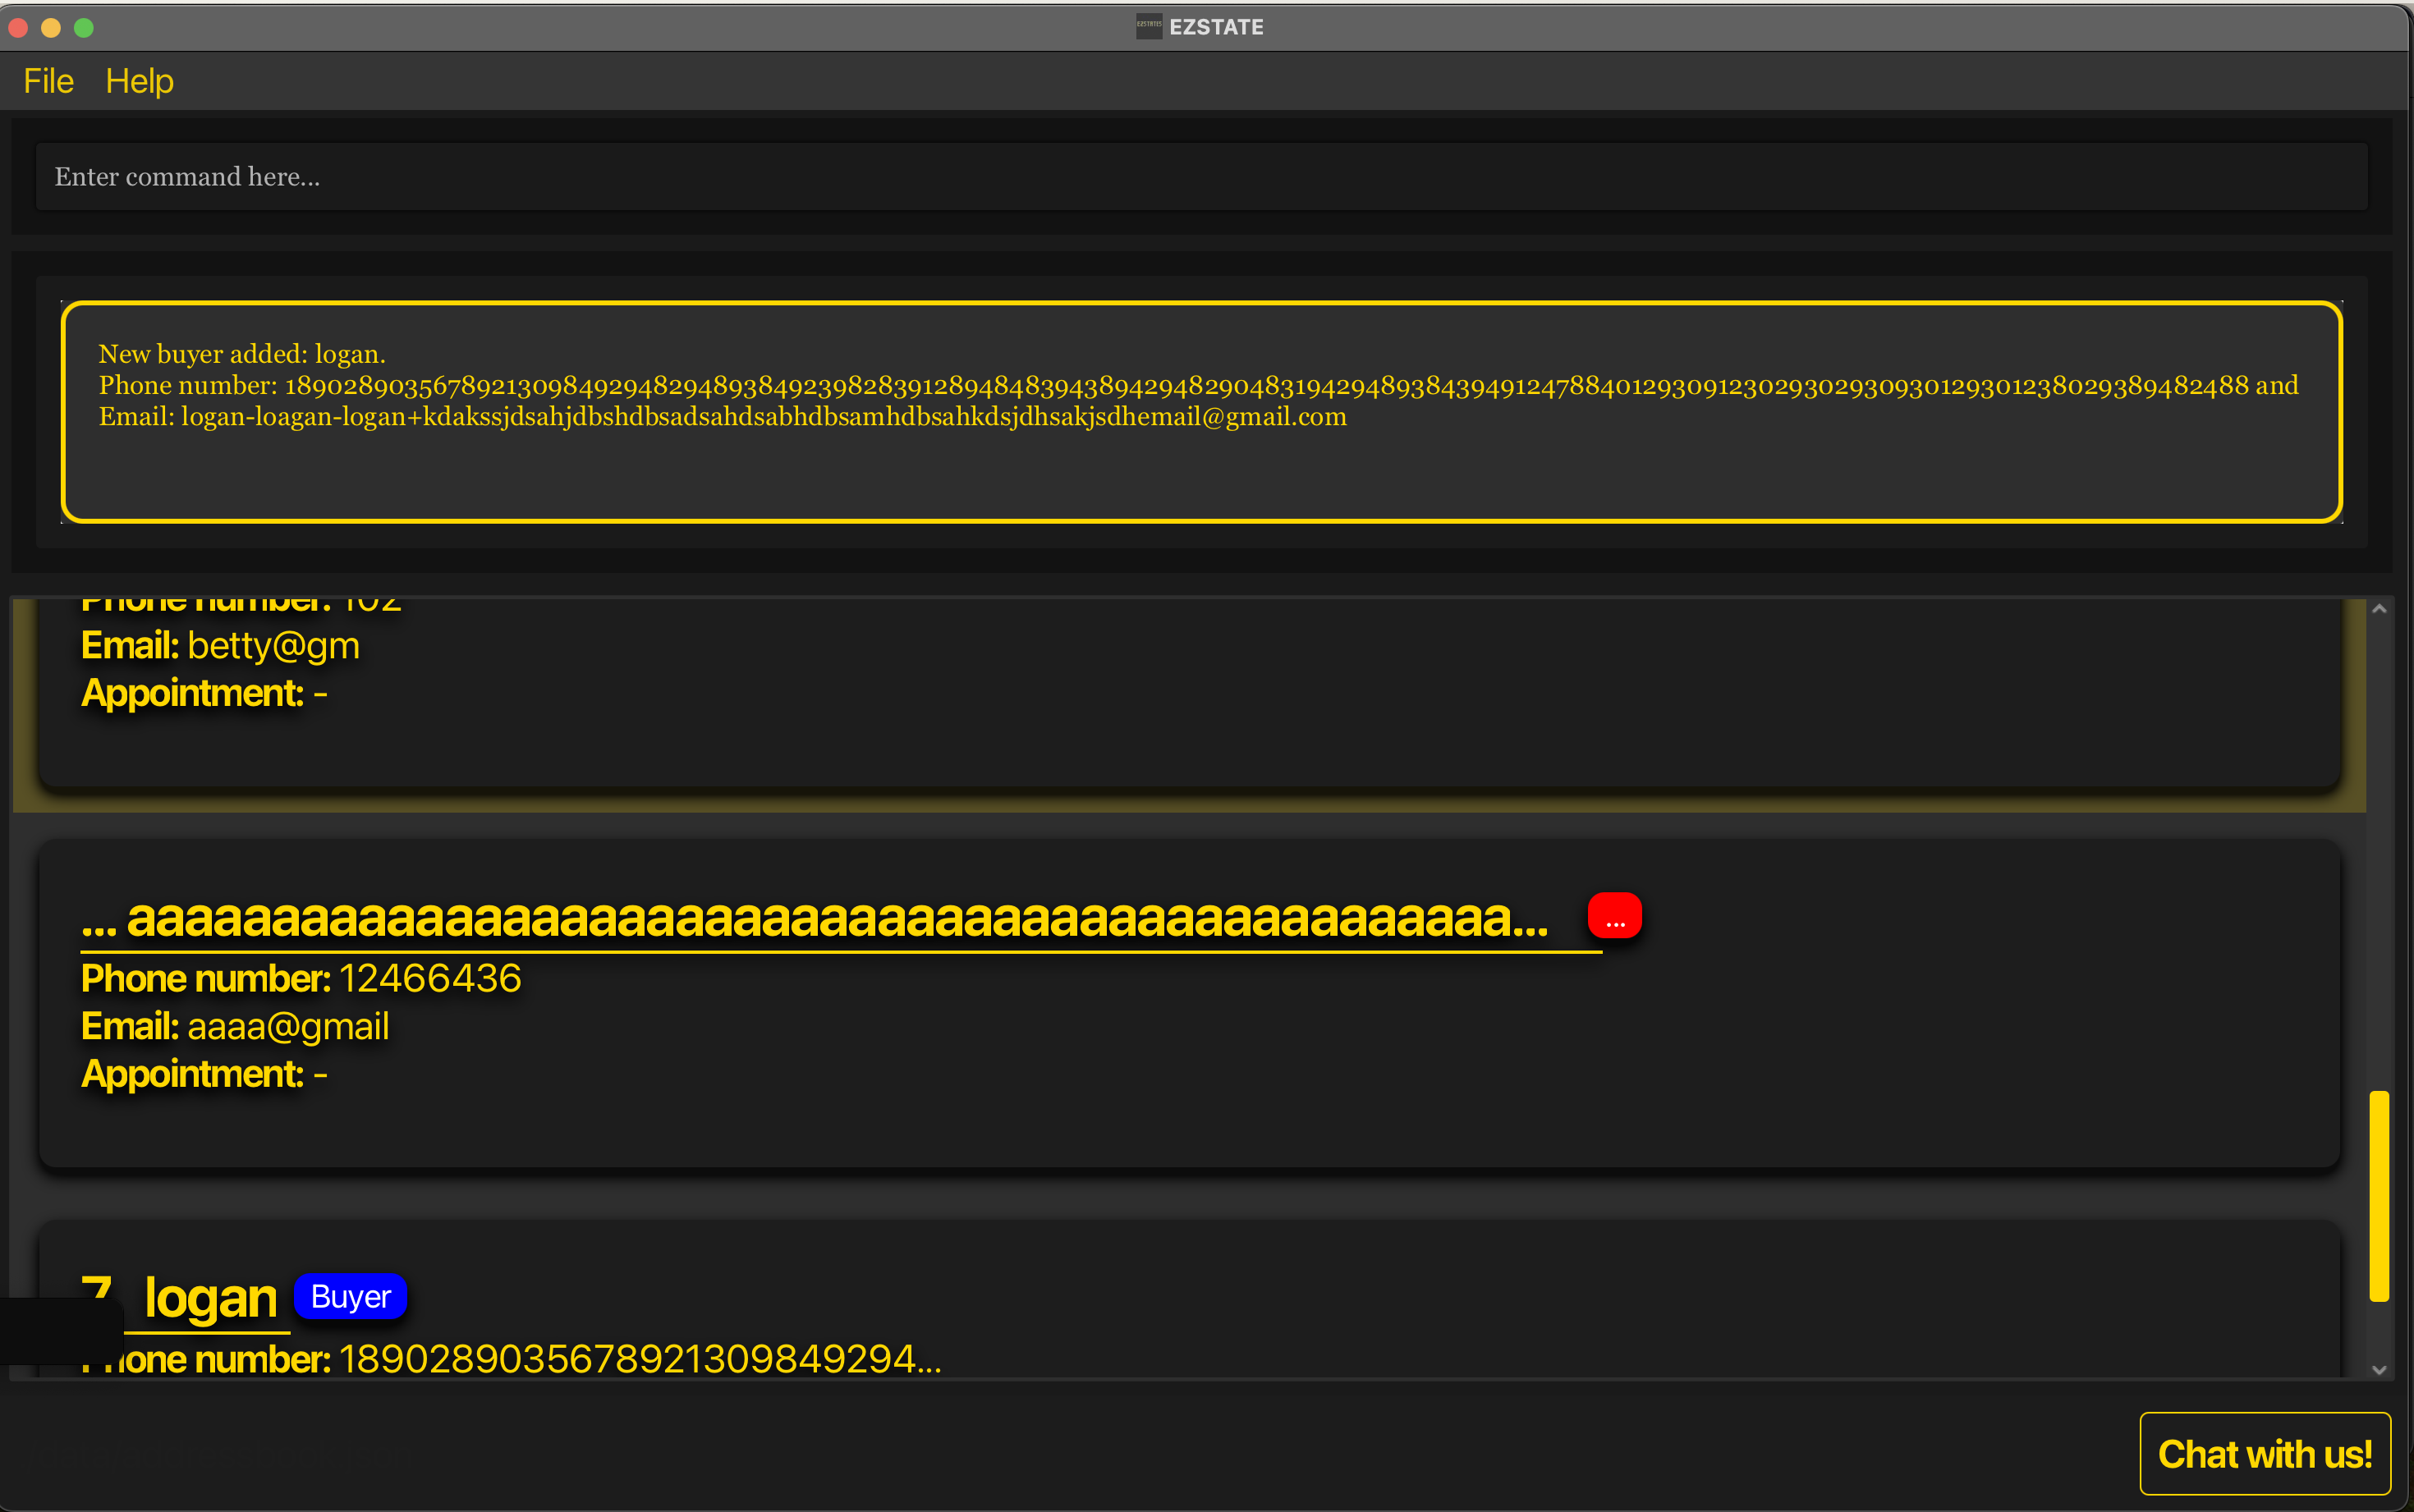 EZSTATES EZSTATE
File Help
Enter command here...
New buyer added: logan.
Phone number: 1890289035678921309849294829489384923982839128948483943894294829048319429489384394912478840129309123029302930930129301238029389482488 and
Email: logan-loagan-logan+kdakssjdsahjdbshdbsadsahdsabhdbsamhdbsahkdsjdhsakjsdhemail@gmail.com
Phone number: 102
Email: betty@gm
Appointment: -
... aaaaaaaaaaaaaaaaaaaaaaaaaaaaaaaaaaaaaaaaaaaaaaaa... ...
Phone number: 12466436
Email: aaaa@gmail
Appointment: -
7. logan Buyer
Phone number: 1890289035678921309849294...
Chat with us!